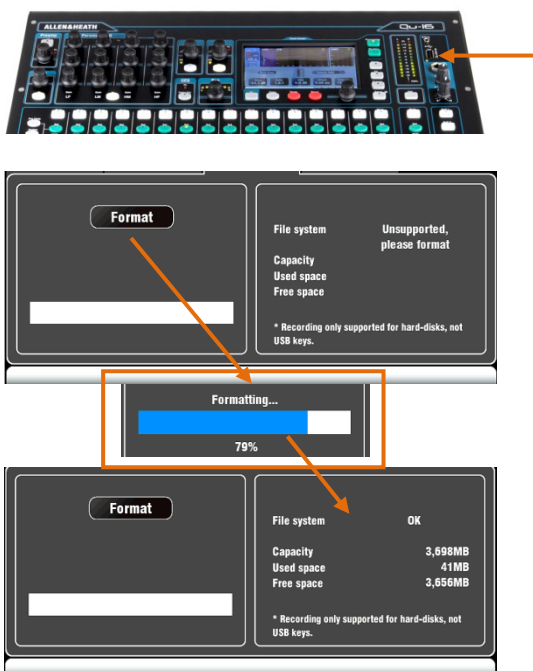 ALLEN&HEATH
Qu-16
Format
File system
Unsupported,
please format
Capacity
Used space
Free space
* Recording only supported for hard-disks, not
USB keys.
Formatting...
79%
Format
File system OK
Capacity 3,698MB
Used space 41MB
Free space 3,656MB
* Recording only supported for hard-disks, not
USB keys.